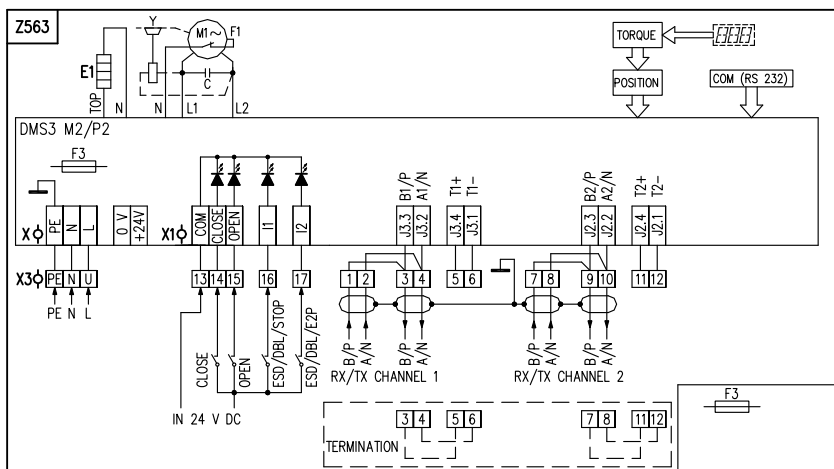 Z563
Y
M1~
F1
E1
C
TOP
N
N
L1
L2
TORQUE
POSITION
COM (RS 232)
DMS3 M2/P2
F3
X
PE
N
L
0 V
+24V
X1
COM
CLOSE
OPEN
I1
I2
B1/P
A1/N
T1+
T1-
J3.3
J3.2
J3.4
J3.1
B2/P
A2/N
T2+
T2-
J2.3
J2.2
J2.4
J2.1
X3
PE
N
U
13
14
15
16
17
1
2
3
4
5
6
7
8
9
10
11
12
PE N L
CLOSE
OPEN
ESD/DBL/STOP
ESD/DBL/E2P
B/P
A/N
B/P
A/N
B/P
A/N
B/P
A/N
RX/TX CHANNEL 1
RX/TX CHANNEL 2
IN 24 V DC
TERMINATION
3
4
5
6
7
8
11
12
F3